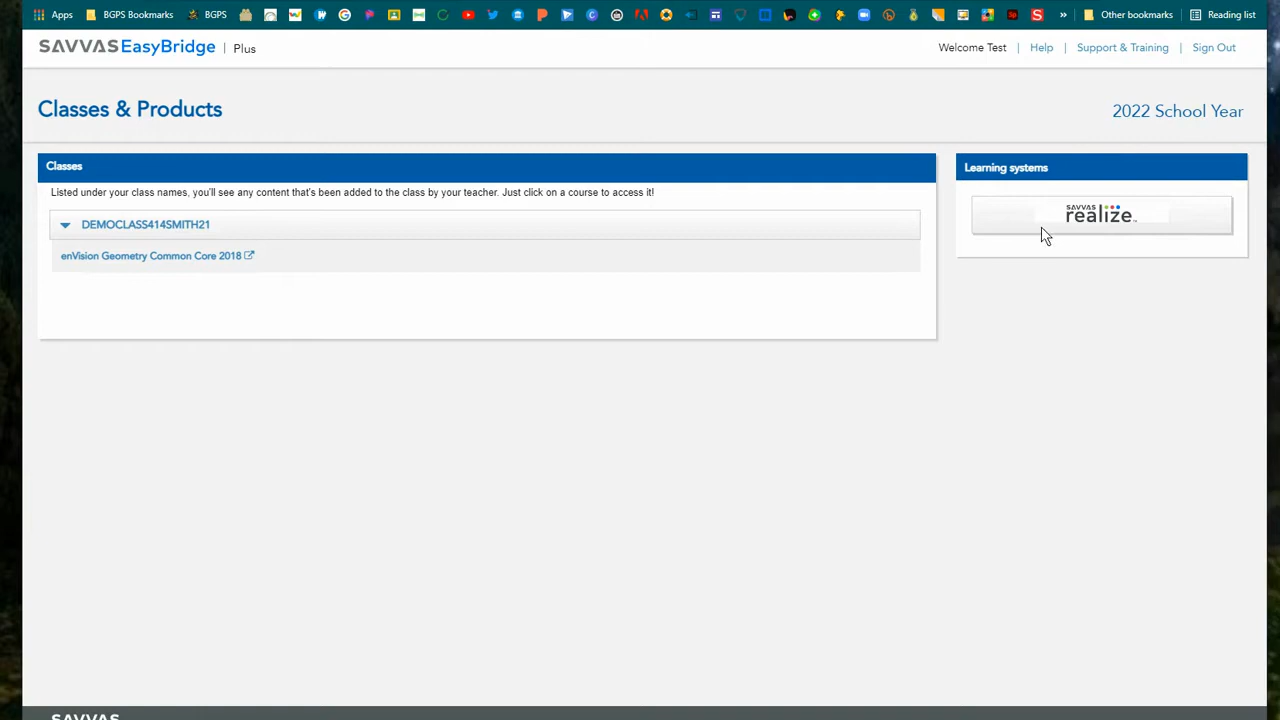 Apps BGPS Bookmarks BGPS » Other bookmarks Reading list
SAVVAS EasyBridge | Plus Welcome Test | Help | Support & Training | Sign Out
Classes & Products 2022 School Year
Classes
Learning systems
Listed under your class names, you'll see any content that's been added to the class by your teacher. Just click on a course to access it!
SAVVAS
realize™
DEMOCLASS414SMITH21
enVision Geometry Common Core 2018
SAVVAS